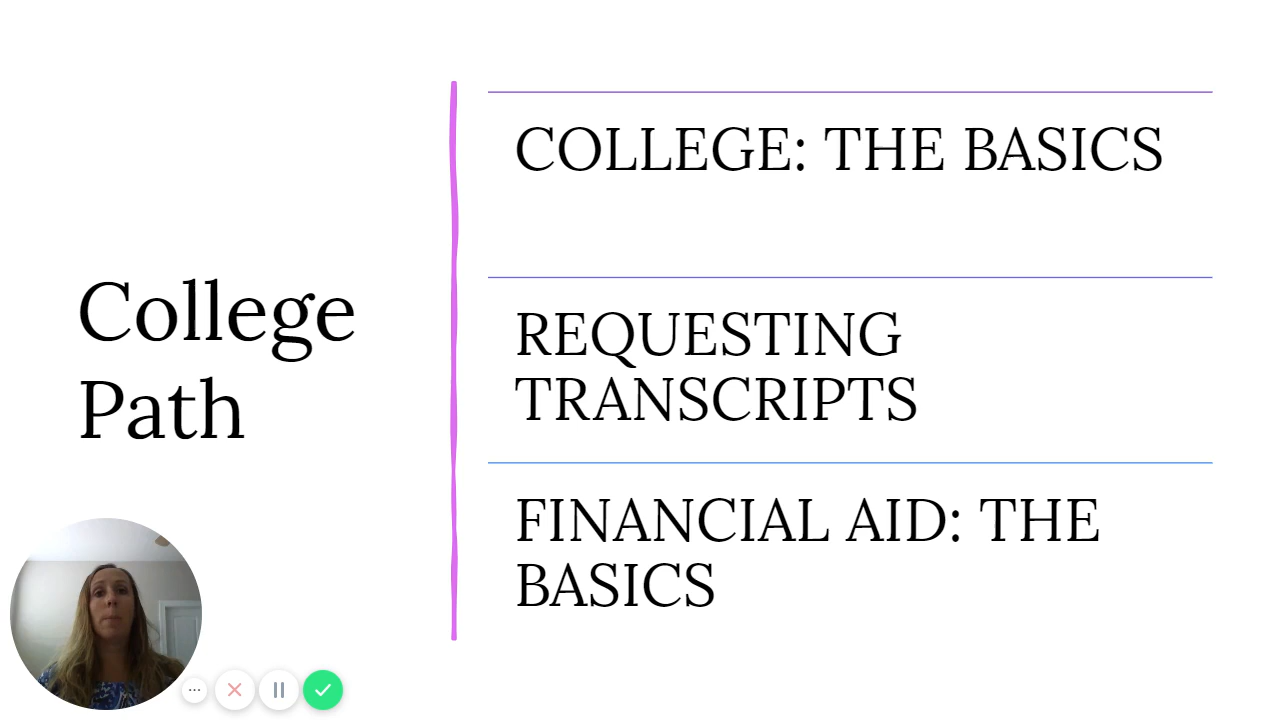 College
Path
COLLEGE: THE BASICS
REQUESTING
TRANSCRIPTS
FINANCIAL AID: THE
BASICS